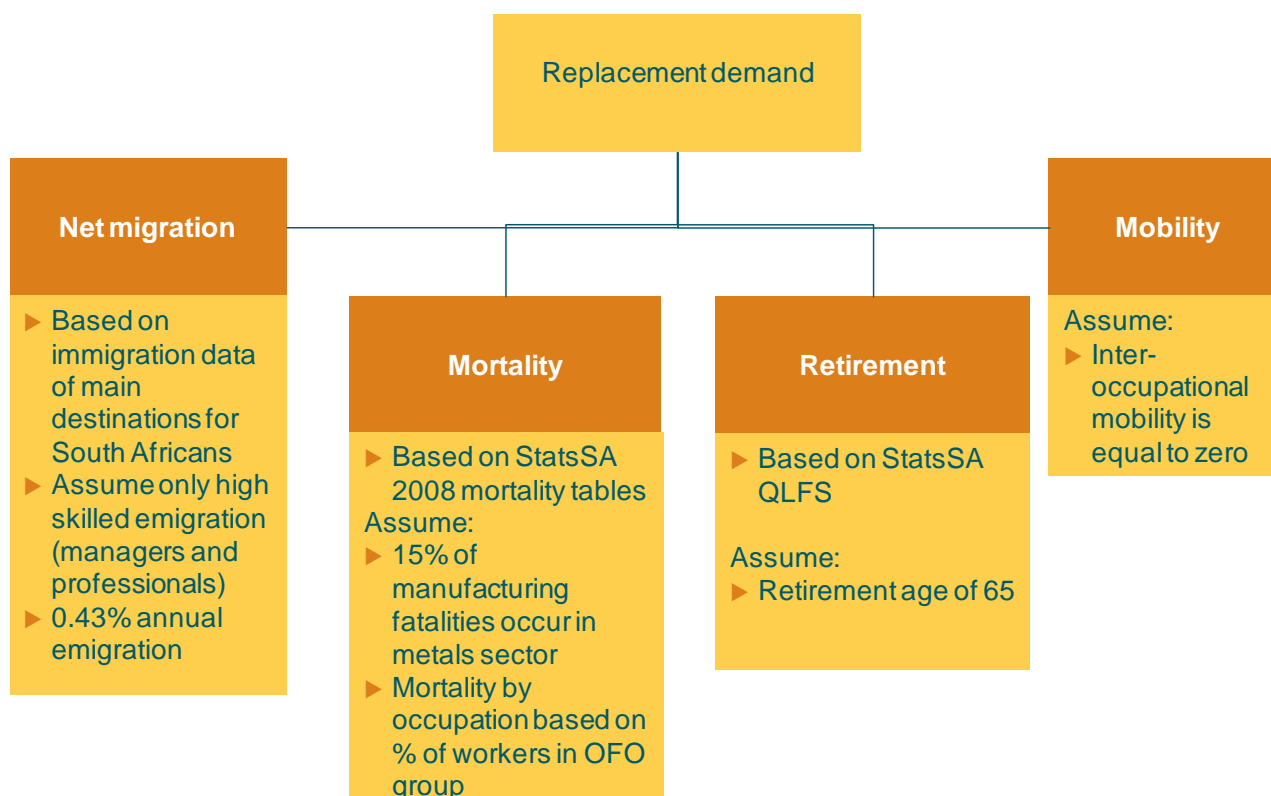 Replacement demand
Net migration
▶ Based on
immigration data
of main
destinations for
South Africans
▶ Assume only high
skilled emigration
(managers and
professionals)
▶ 0.43% annual
emigration
Mortality
▶ Based on StatsSA
2008 mortality tables
Assume:
▶ 15% of
manufacturing
fatalities occur in
metals sector
▶ Mortality by
occupation based on
% of workers in OFO
group
Retirement
▶ Based on StatsSA
QLFS
Assume:
▶ Retirement age of 65
Mobility
Assume:
▶ Inter-
occupational
mobility is
equal to zero